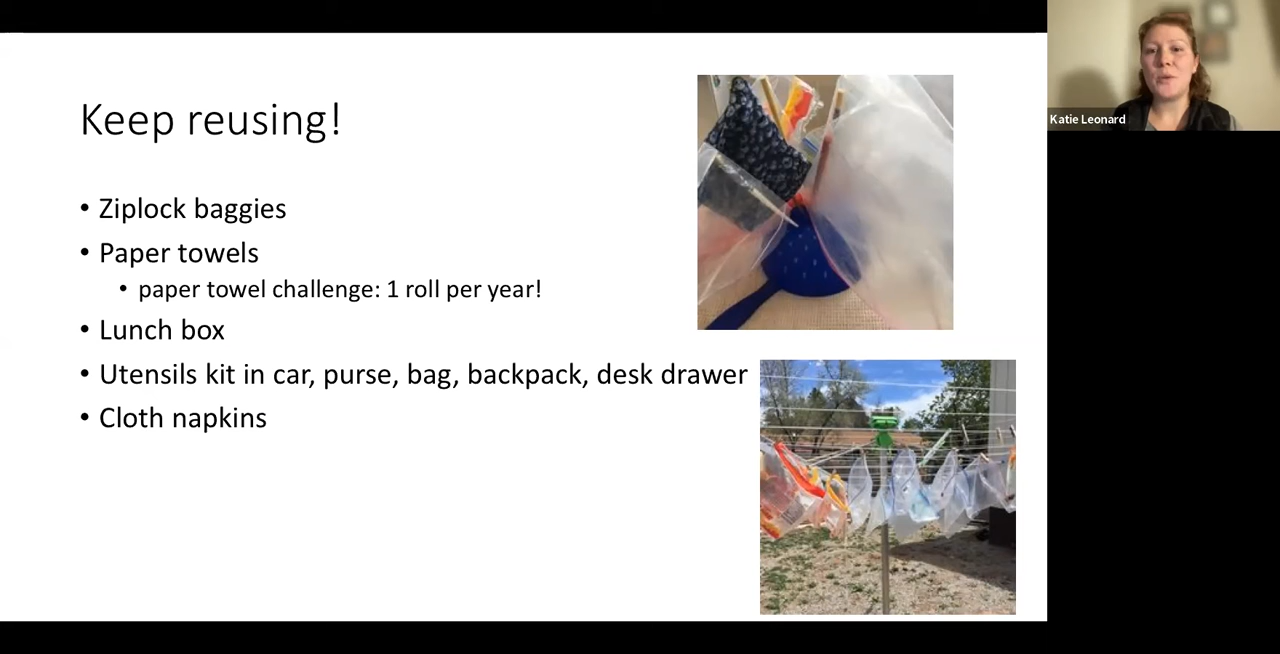 Keep reusing!
• Ziplock baggies
• Paper towels
• paper towel challenge: 1 roll per year!
• Lunch box
• Utensils kit in car, purse, bag, backpack, desk drawer
• Cloth napkins
Katie Leonard